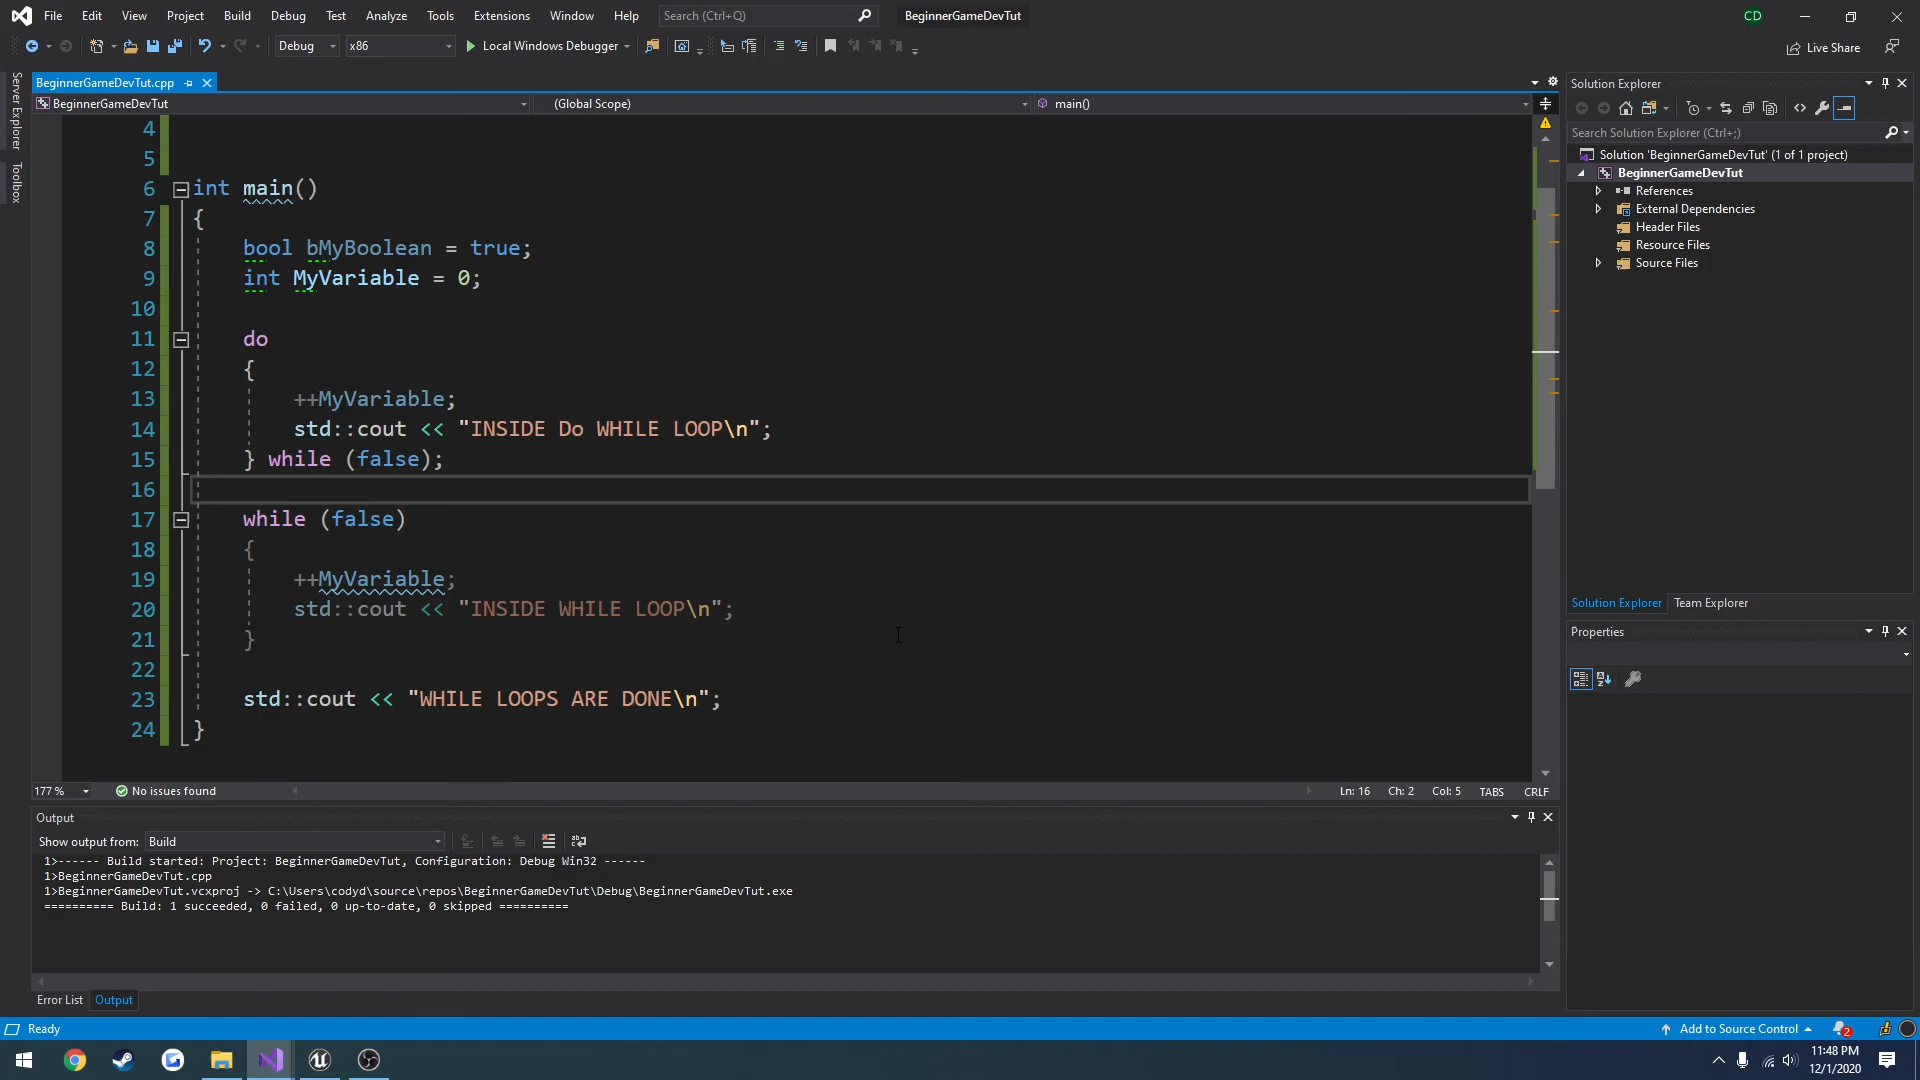 File Edit View Project Build Debug Test Analyze Tools Extensions Window Help Search (Ctrl+Q) BeginnerGameDevTut CD
Debug x86 Local Windows Debugger Live Share
Server Explorer
Toolbox
BeginnerGameDevTut.cpp
BeginnerGameDevTut (Global Scope) main()
4
5
6 int main()
7 {
8 bool bMyBoolean = true;
9 int MyVariable = 0;
10
11 do
12 {
13 ++MyVariable;
14 std::cout << "INSIDE Do WHILE LOOP\n";
15 } while (false);
16
17 while (false)
18 {
19 ++MyVariable;
20 std::cout << "INSIDE WHILE LOOP\n";
21 }
22
23 std::cout << "WHILE LOOPS ARE DONE\n";
24 }
177 % No issues found Ln: 16 Ch: 2 Col: 5 TABS CRLF
Output
Show output from: Build
1>------ Build started: Project: BeginnerGameDevTut, Configuration: Debug Win32 ------
1>BeginnerGameDevTut.cpp
1>BeginnerGameDevTut.vcxproj -> C:\Users\codyd\source\repos\BeginnerGameDevTut\Debug\BeginnerGameDevTut.exe
========== Build: 1 succeeded, 0 failed, 0 up-to-date, 0 skipped ==========
Error List Output
Solution Explorer
Search Solution Explorer (Ctrl+;)
Solution 'BeginnerGameDevTut' (1 of 1 project)
BeginnerGameDevTut
References
External Dependencies
Header Files
Resource Files
Source Files
Solution Explorer Team Explorer
Properties
Ready Add to Source Control 2
11:48 PM
12/1/2020